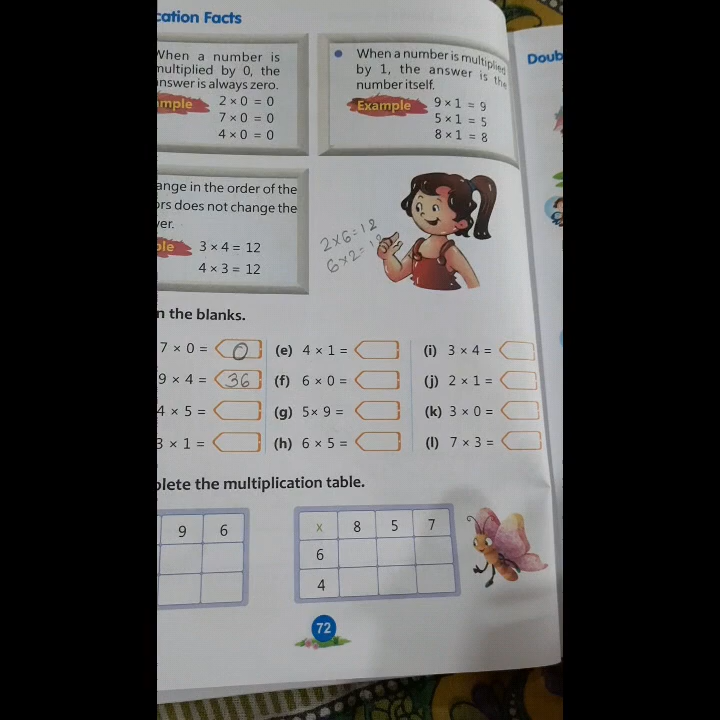 cation Facts
When a number is
multiplied by 0, the
answer is always zero.
mple 2 × 0 = 0
7 × 0 = 0
4 × 0 = 0
When a number is multiplied
by 1, the answer is the
number itself.
Example 9 × 1 = 9
5 × 1 = 5
8 × 1 = 8
Doub
ange in the order of the
ors does not change the
ver.
ple 3 × 4 = 12
4 × 3 = 12
2×6=12
6×2=12
n the blanks.
7 × 0 = 0 (e) 4 × 1 = (i) 3 × 4 =
9 × 4 = 36 (f) 6 × 0 = (j) 2 × 1 =
4 × 5 = (g) 5× 9 = (k) 3 × 0 =
3 × 1 = (h) 6 × 5 = (l) 7 × 3 =
plete the multiplication table.
9 6
× 8 5 7
6
4
72